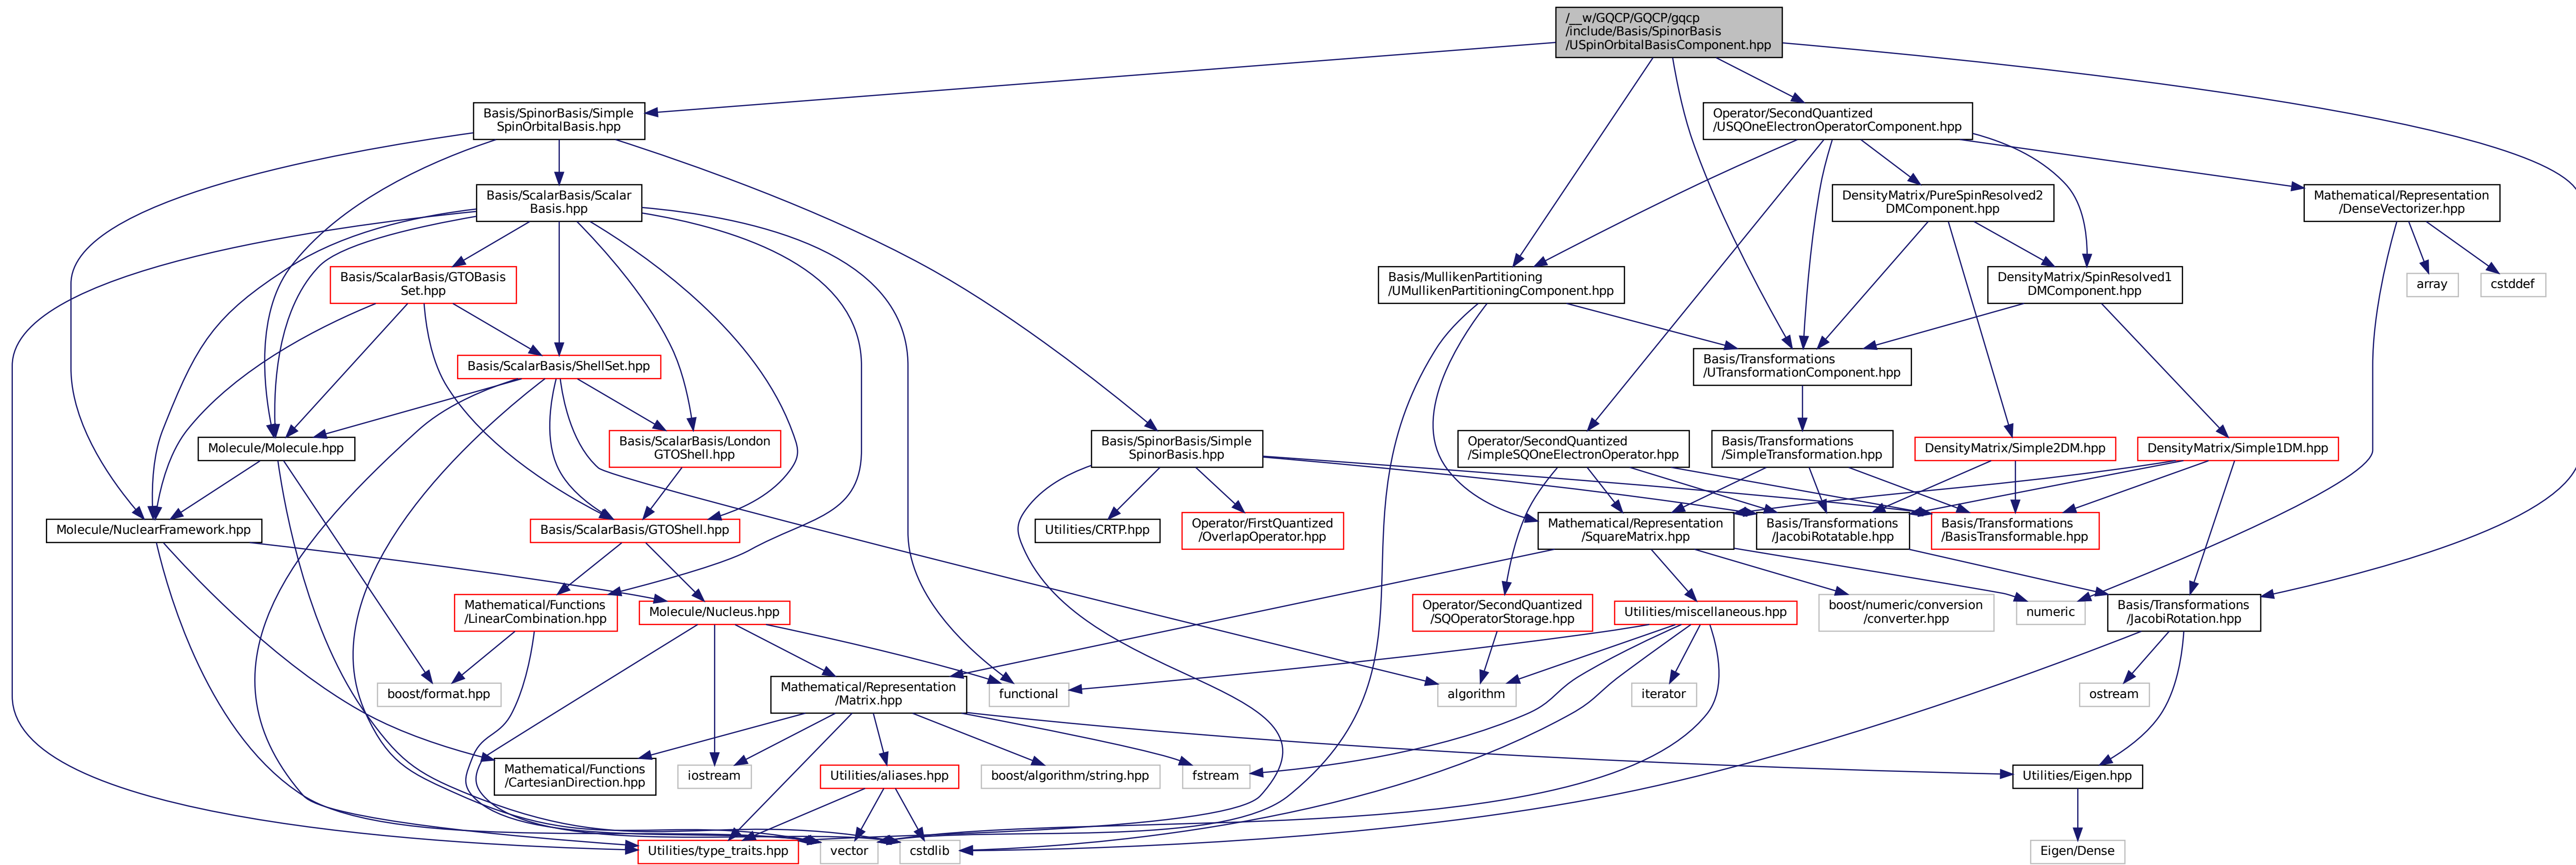 /__w/GQCP/GQCP/gqcp
/include/Basis/SpinorBasis
/USpinOrbitalBasisComponent.hpp
Basis/SpinorBasis/Simple
SpinOrbitalBasis.hpp
Operator/SecondQuantized
/USQOneElectronOperatorComponent.hpp
Basis/ScalarBasis/Scalar
Basis.hpp
DensityMatrix/PureSpinResolved2
DMComponent.hpp
Mathematical/Representation
/DenseVectorizer.hpp
Basis/ScalarBasis/GTOBasis
Set.hpp
Basis/MullikenPartitioning
/UMullikenPartitioningComponent.hpp
DensityMatrix/SpinResolved1
DMComponent.hpp
array
cstddef
Basis/ScalarBasis/ShellSet.hpp
Basis/Transformations
/UTransformationComponent.hpp
Molecule/Molecule.hpp
Basis/ScalarBasis/London
GTOShell.hpp
Basis/SpinorBasis/Simple
SpinorBasis.hpp
Operator/SecondQuantized
/SimpleSQOneElectronOperator.hpp
Basis/Transformations
/SimpleTransformation.hpp
DensityMatrix/Simple2DM.hpp
DensityMatrix/Simple1DM.hpp
Molecule/NuclearFramework.hpp
Basis/ScalarBasis/GTOShell.hpp
Utilities/CRTP.hpp
Operator/FirstQuantized
/OverlapOperator.hpp
Mathematical/Representation
/SquareMatrix.hpp
Basis/Transformations
/JacobiRotatable.hpp
Basis/Transformations
/BasisTransformable.hpp
Mathematical/Functions
/LinearCombination.hpp
Molecule/Nucleus.hpp
Operator/SecondQuantized
/SQOperatorStorage.hpp
Utilities/miscellaneous.hpp
boost/numeric/conversion
/converter.hpp
numeric
Basis/Transformations
/JacobiRotation.hpp
boost/format.hpp
Mathematical/Representation
/Matrix.hpp
functional
algorithm
iterator
ostream
Mathematical/Functions
/CartesianDirection.hpp
iostream
Utilities/aliases.hpp
boost/algorithm/string.hpp
fstream
Utilities/Eigen.hpp
Utilities/type_traits.hpp
vector
cstdlib
Eigen/Dense